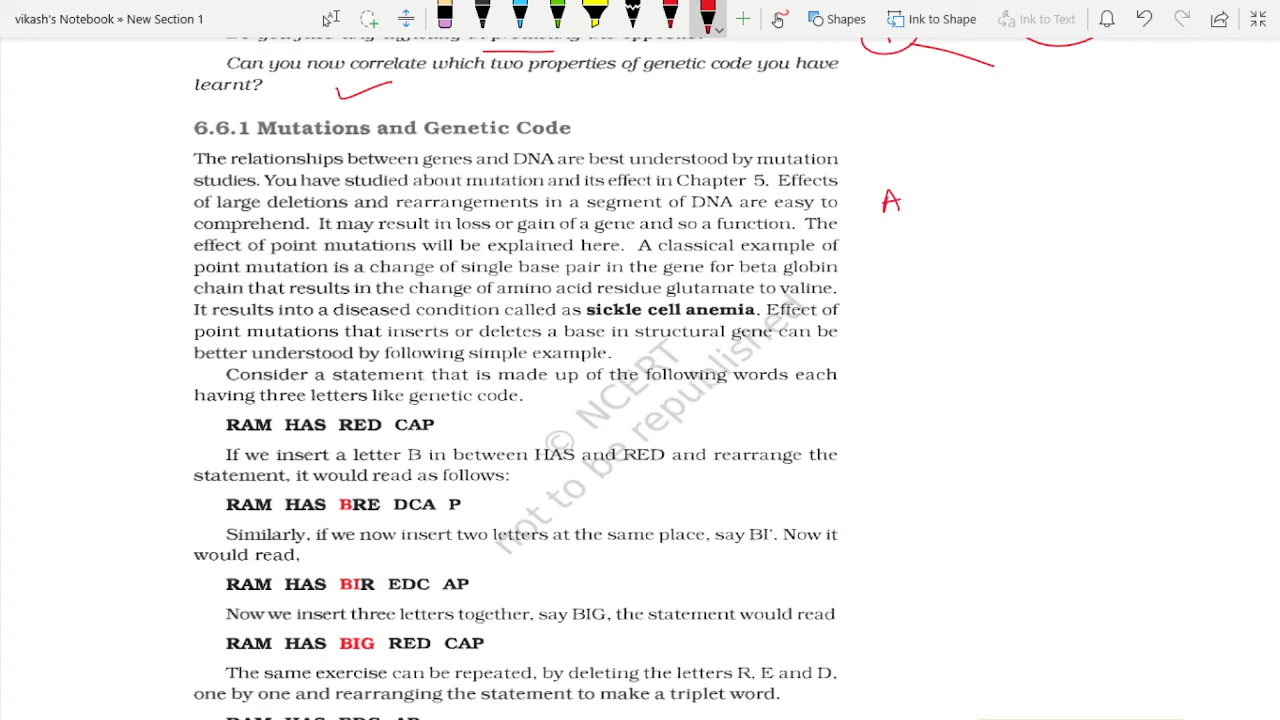 vikash's Notebook » New Section 1
Shapes
Ink to Shape
Ink to Text
Can you now correlate which two properties of genetic code you have
learnt?
6.6.1 Mutations and Genetic Code
The relationships between genes and DNA are best understood by mutation
studies. You have studied about mutation and its effect in Chapter 5. Effects
of large deletions and rearrangements in a segment of DNA are easy to
comprehend. It may result in loss or gain of a gene and so a function. The
effect of point mutations will be explained here. A classical example of
point mutation is a change of single base pair in the gene for beta globin
chain that results in the change of amino acid residue glutamate to valine.
It results into a diseased condition called as sickle cell anemia. Effect of
point mutations that inserts or deletes a base in structural gene can be
better understood by following simple example.
Consider a statement that is made up of the following words each
having three letters like genetic code.
RAM HAS RED CAP
If we insert a letter B in between HAS and RED and rearrange the
statement, it would read as follows:
RAM HAS BRE DCA P
Similarly, if we now insert two letters at the same place, say BI'. Now it
would read,
RAM HAS BIR EDC AP
Now we insert three letters together, say BIG, the statement would read
RAM HAS BIG RED CAP
The same exercise can be repeated, by deleting the letters R, E and D,
one by one and rearranging the statement to make a triplet word.
RAM HAS EDC AP
A
© NCERT
not to be republished